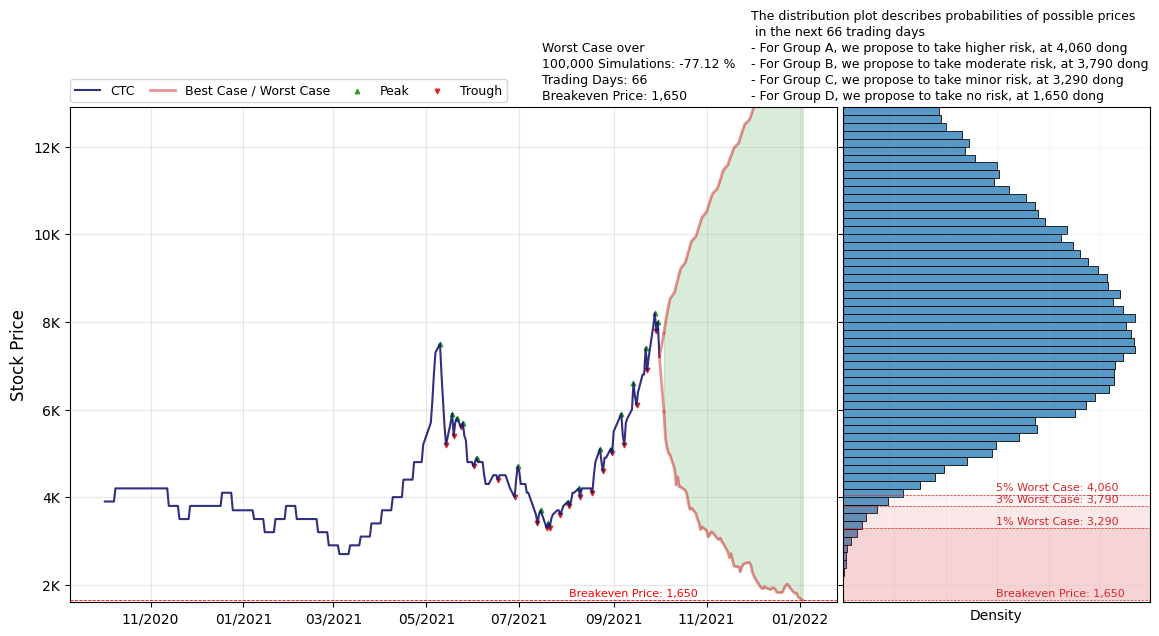 The distribution plot describes probabilities of possible prices
in the next 66 trading days
- For Group A, we propose to take higher risk, at 4,060 dong
- For Group B, we propose to take moderate risk, at 3,790 dong
- For Group C, we propose to take minor risk, at 3,290 dong
- For Group D, we propose to take no risk, at 1,650 dong
Worst Case over
100,000 Simulations: -77.12 %
Trading Days: 66
Breakeven Price: 1,650
CTC
Best Case / Worst Case
Peak
Trough
Stock Price
12K
10K
8K
6K
4K
2K
Breakeven Price: 1,650
11/2020
01/2021
3/2021
05/2021
07/2021
09/2021
11/2021
01/2022
5% Worst Case: 4,060
3% Worst Case: 3,790
1% Worst Case: 3,290
Breakeven Price: 1,650
Density